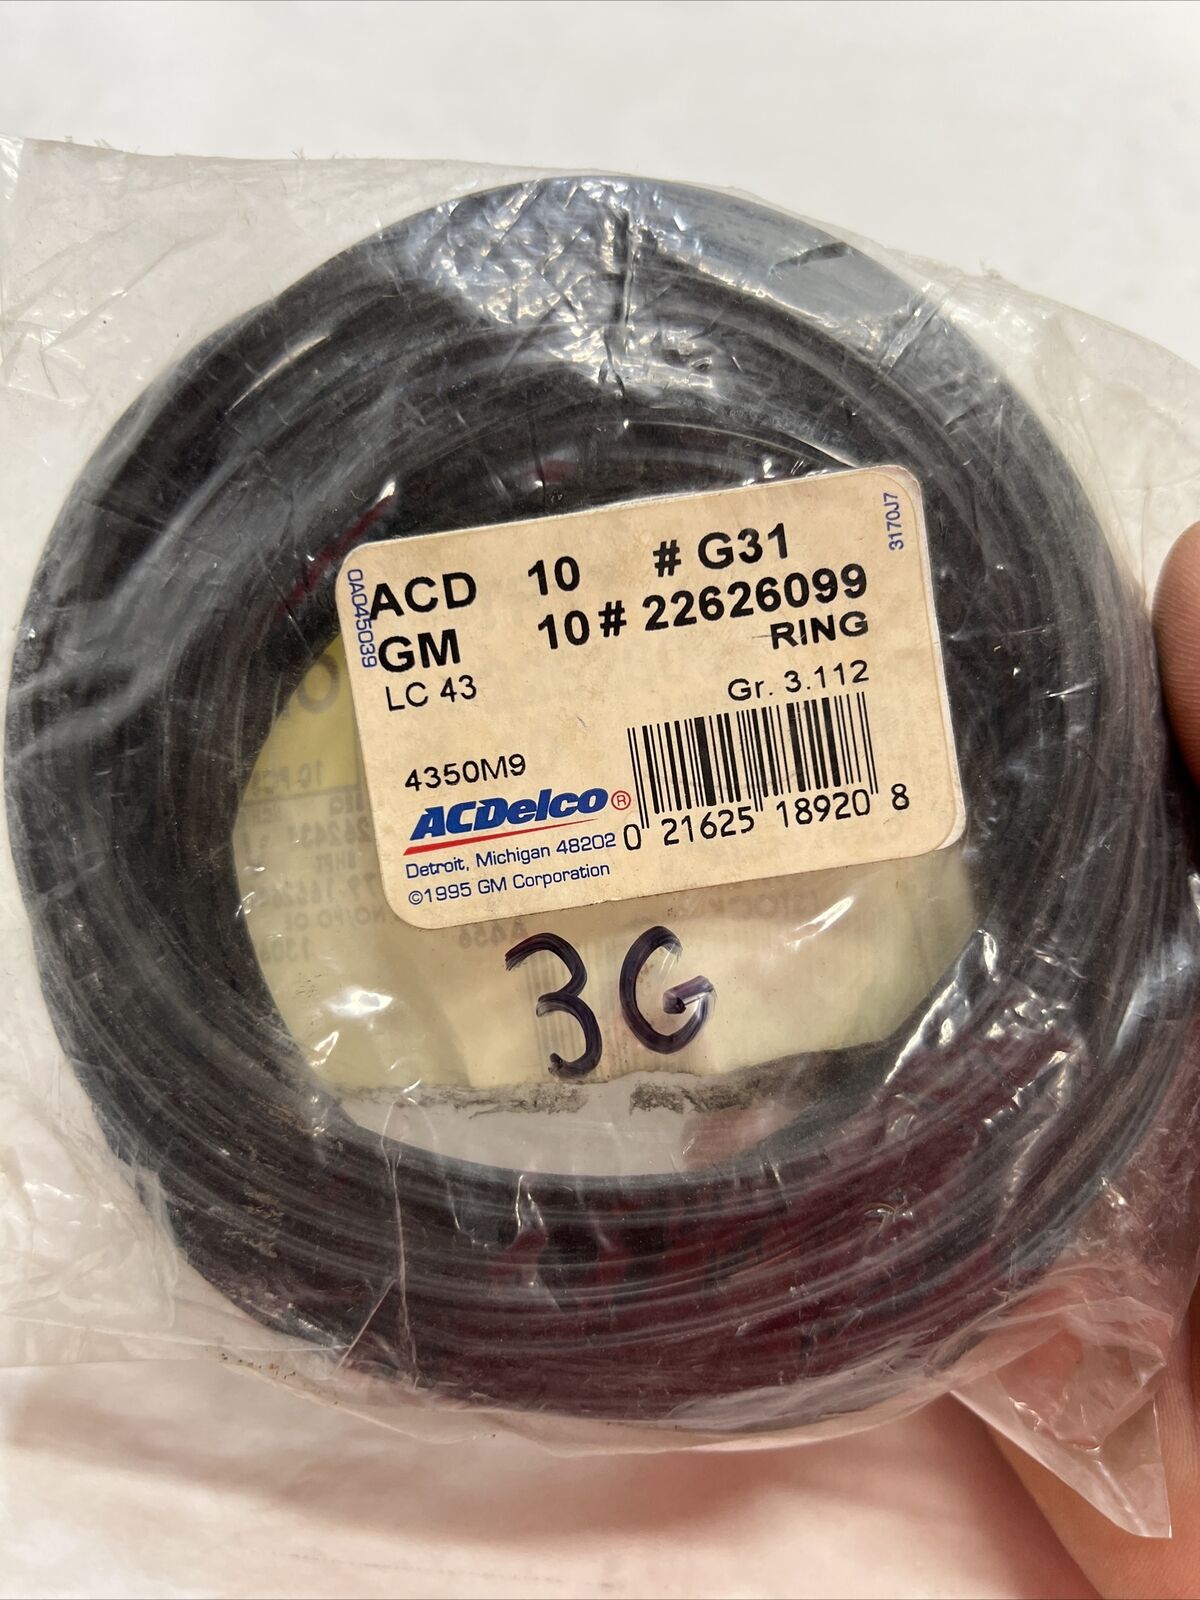 ACD 10 # G31
GM 10# 22626099
RING
LC 43
Gr. 3.112
4350M9
ACDelco®
0 21625 18920 8
Detroit, Michigan 48202
©1995 GM Corporation
0A045039
3170J7
3G